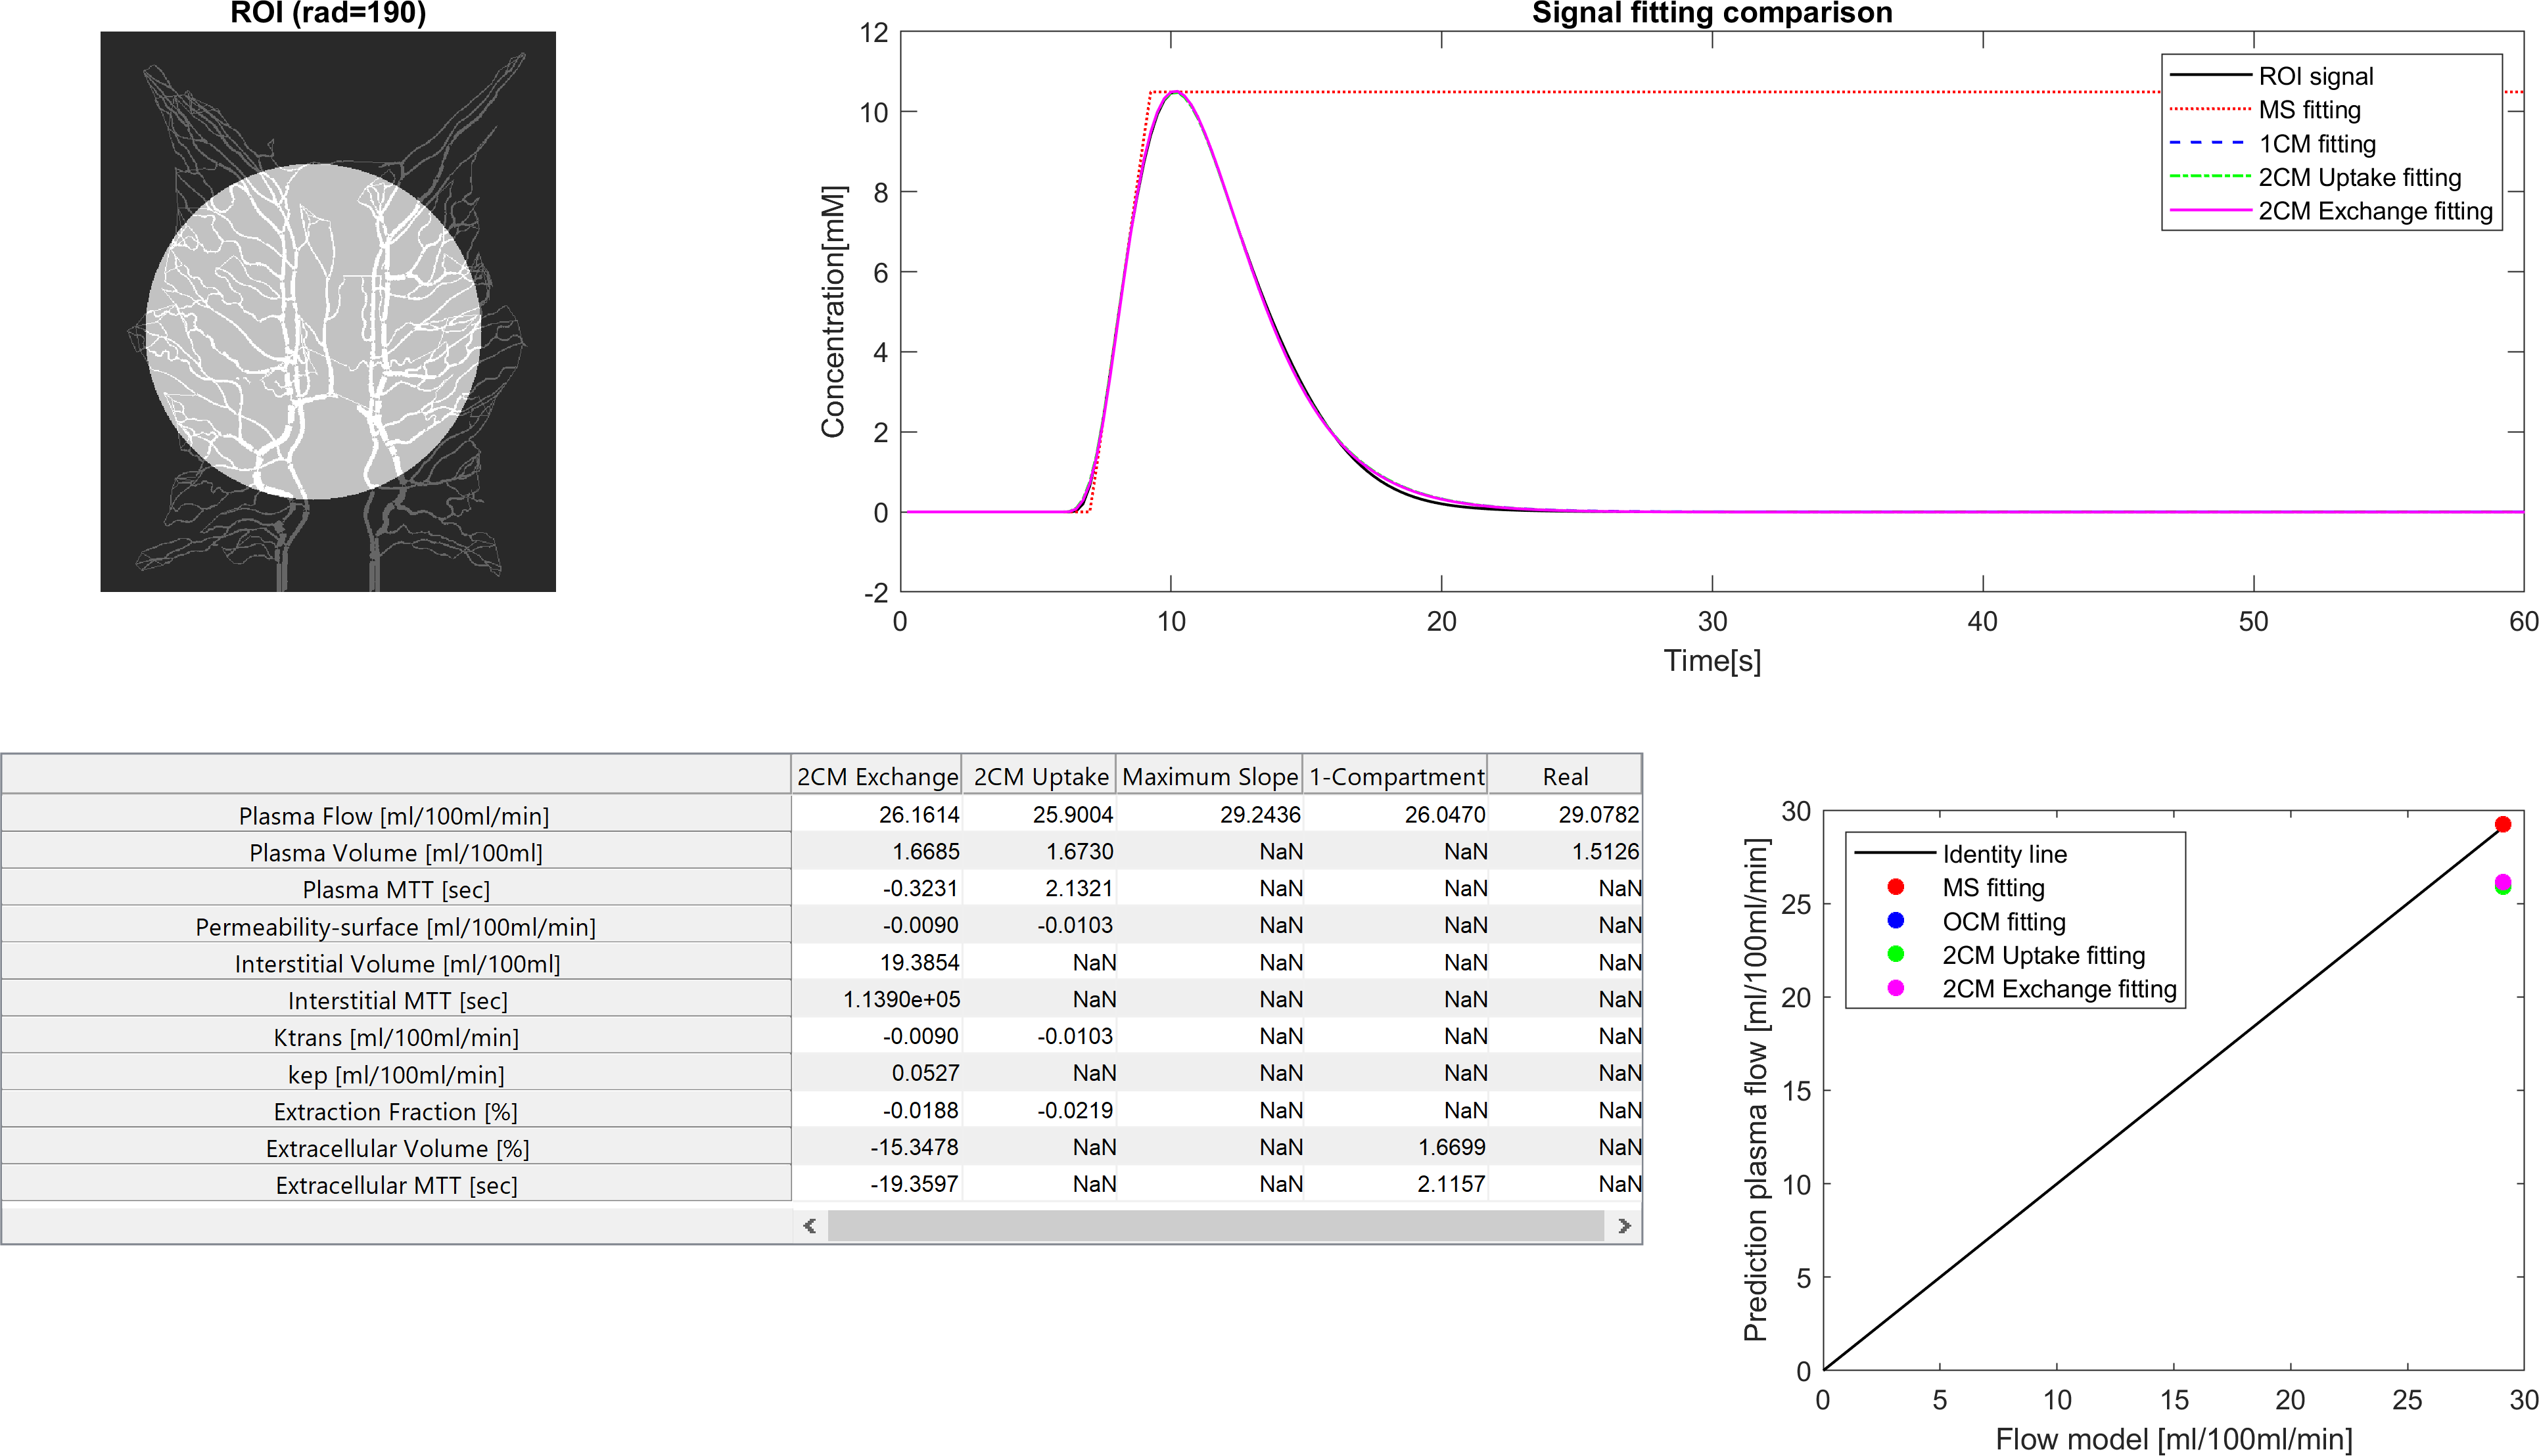 ROI (rad=190)
Signal fitting comparison
12
10
8
6
4
2
0
-2
Concentration[mM]
0 10 20 30 40 50 60
Time[s]
ROI signal
MS fitting
1CM fitting
2CM Uptake fitting
2CM Exchange fitting
2CM Exchange 2CM Uptake Maximum Slope 1-Compartment Real
Plasma Flow [ml/100ml/min] 26.1614 25.9004 29.2436 26.0470 29.0782
Plasma Volume [ml/100ml] 1.6685 1.6730 NaN NaN 1.5126
Plasma MTT [sec] -0.3231 2.1321 NaN NaN NaN
Permeability-surface [ml/100ml/min] -0.0090 -0.0103 NaN NaN NaN
Interstitial Volume [ml/100ml] 19.3854 NaN NaN NaN NaN
Interstitial MTT [sec] 1.1390e+05 NaN NaN NaN NaN
Ktrans [ml/100ml/min] -0.0090 -0.0103 NaN NaN NaN
kep [ml/100ml/min] 0.0527 NaN NaN NaN NaN
Extraction Fraction [%] -0.0188 -0.0219 NaN NaN NaN
Extracellular Volume [%] -15.3478 NaN NaN 1.6699 NaN
Extracellular MTT [sec] -19.3597 NaN NaN 2.1157 NaN
30
25
20
15
10
5
0
Prediction plasma flow [ml/100ml/min]
Identity line
MS fitting
OCM fitting
2CM Uptake fitting
2CM Exchange fitting
0 5 10 15 20 25 30
Flow model [ml/100ml/min]